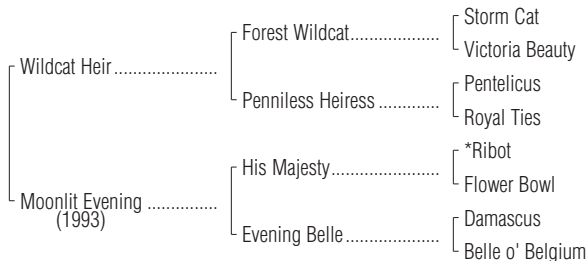 Storm Cat
Forest Wildcat....................
Victoria Beauty
Wildcat Heir.......................
Pentelicus
Penniless Heiress .............
Royal Ties
*Ribot
His Majesty........................
Flower Bowl
Moonlit Evening ...............
(1993)
Damascus
Evening Belle.....................
Belle o' Belgium